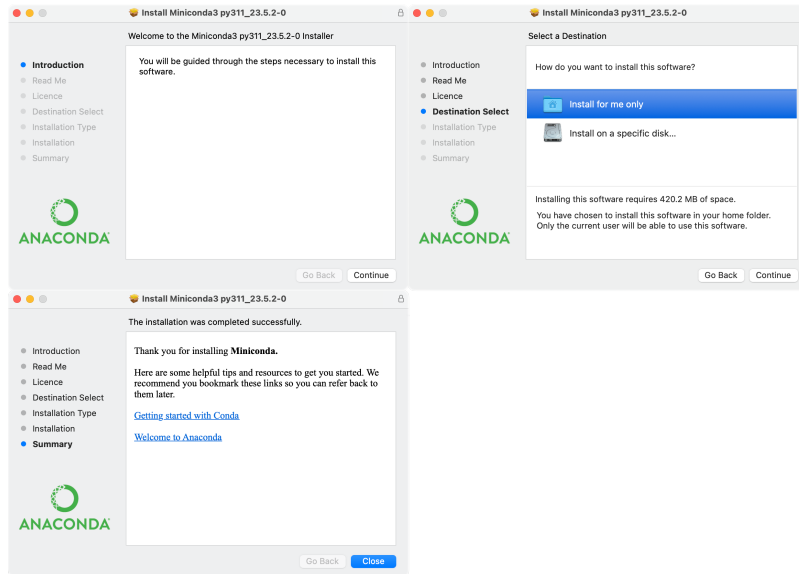 Install Miniconda3 py311_23.5.2-0
Welcome to the Miniconda3 py311_23.5.2-0 Installer
Introduction
Read Me
Licence
Destination Select
Installation Type
Installation
Summary
You will be guided through the steps necessary to install this
software.
ANACONDA
Go Back
Continue
Install Miniconda3 py311_23.5.2-0
Select a Destination
Introduction
Read Me
Licence
Destination Select
Installation Type
Installation
Summary
How do you want to install this software?
Install for me only
Install on a specific disk...
Installing this software requires 420.2 MB of space.
You have chosen to install this software in your home folder.
Only the current user will be able to use this software.
ANACONDA
Go Back
Continue
Install Miniconda3 py311_23.5.2-0
The installation was completed successfully.
Introduction
Read Me
Licence
Destination Select
Installation Type
Installation
Summary
Thank you for installing Miniconda.
Here are some helpful tips and resources to get you started. We
recommend you bookmark these links so you can refer back to
them later.
Getting started with Conda
Welcome to Anaconda
ANACONDA
Go Back
Close